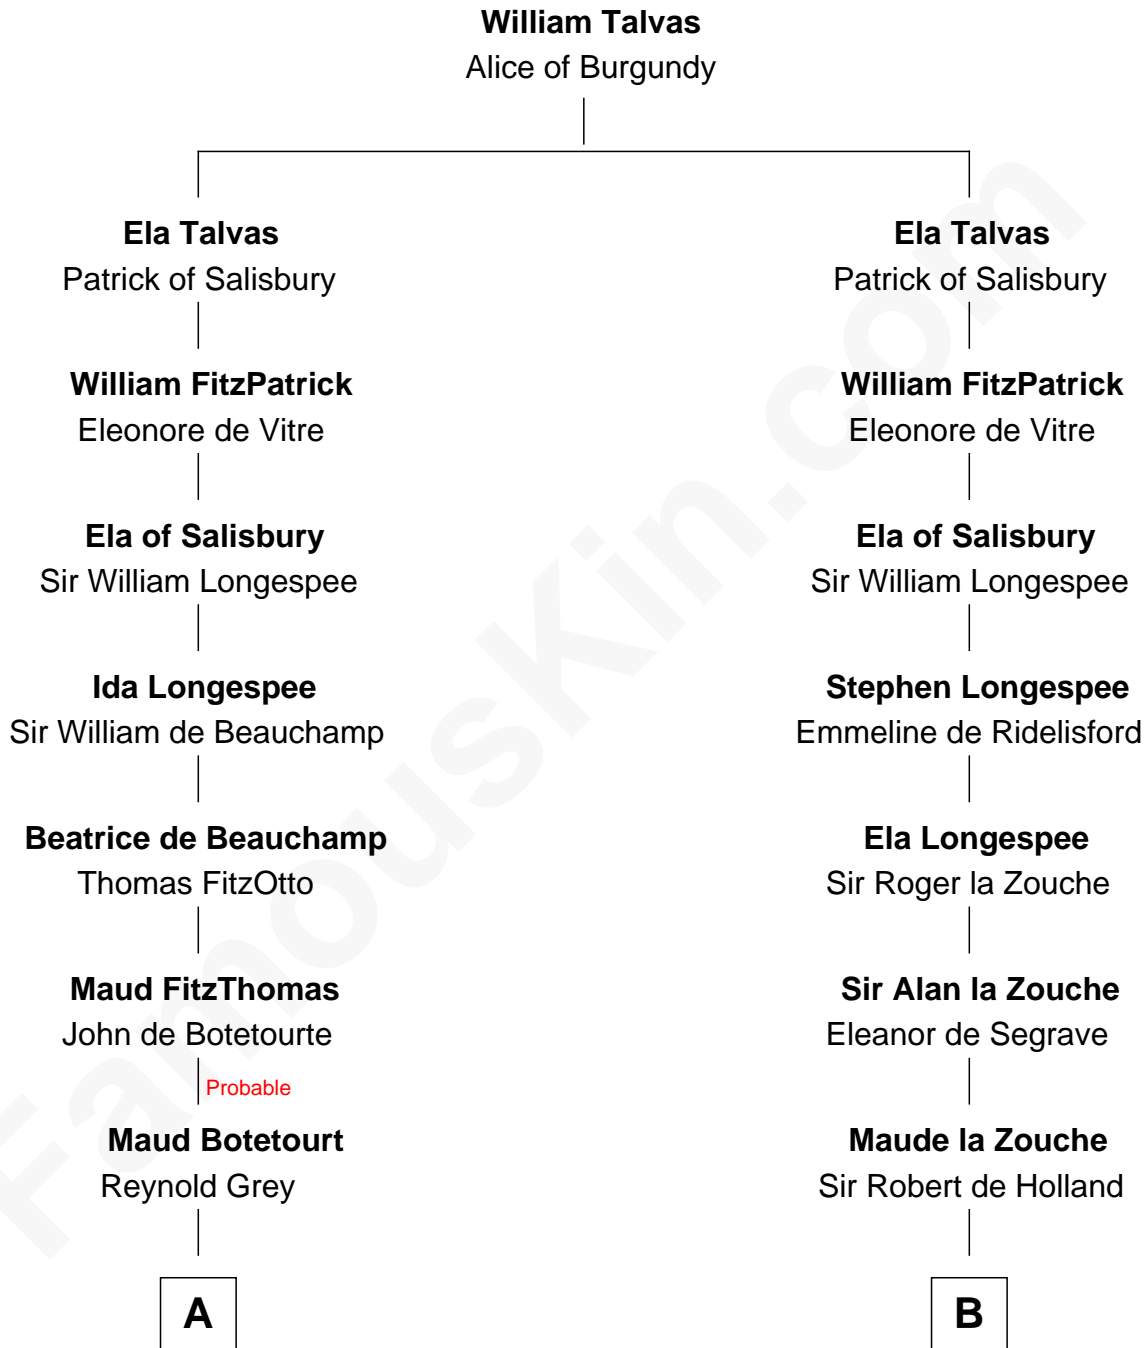 William Talvas
Alice of Burgundy
Ela Talvas
Patrick of Salisbury
Ela Talvas
Patrick of Salisbury
William FitzPatrick
Eleonore de Vitre
William FitzPatrick
Eleonore de Vitre
Ela of Salisbury
Sir William Longespee
Ela of Salisbury
Sir William Longespee
Ida Longespee
Sir William de Beauchamp
Stephen Longespee
Emmeline de Ridelisford
Beatrice de Beauchamp
Thomas FitzOtto
Ela Longespee
Sir Roger la Zouche
Maud FitzThomas
John de Botetourte
Sir Alan la Zouche
Eleanor de Segrave
Probable
Maud Botetourt
Reynold Grey
Maude la Zouche
Sir Robert de Holland
A
B
FamousKin.com